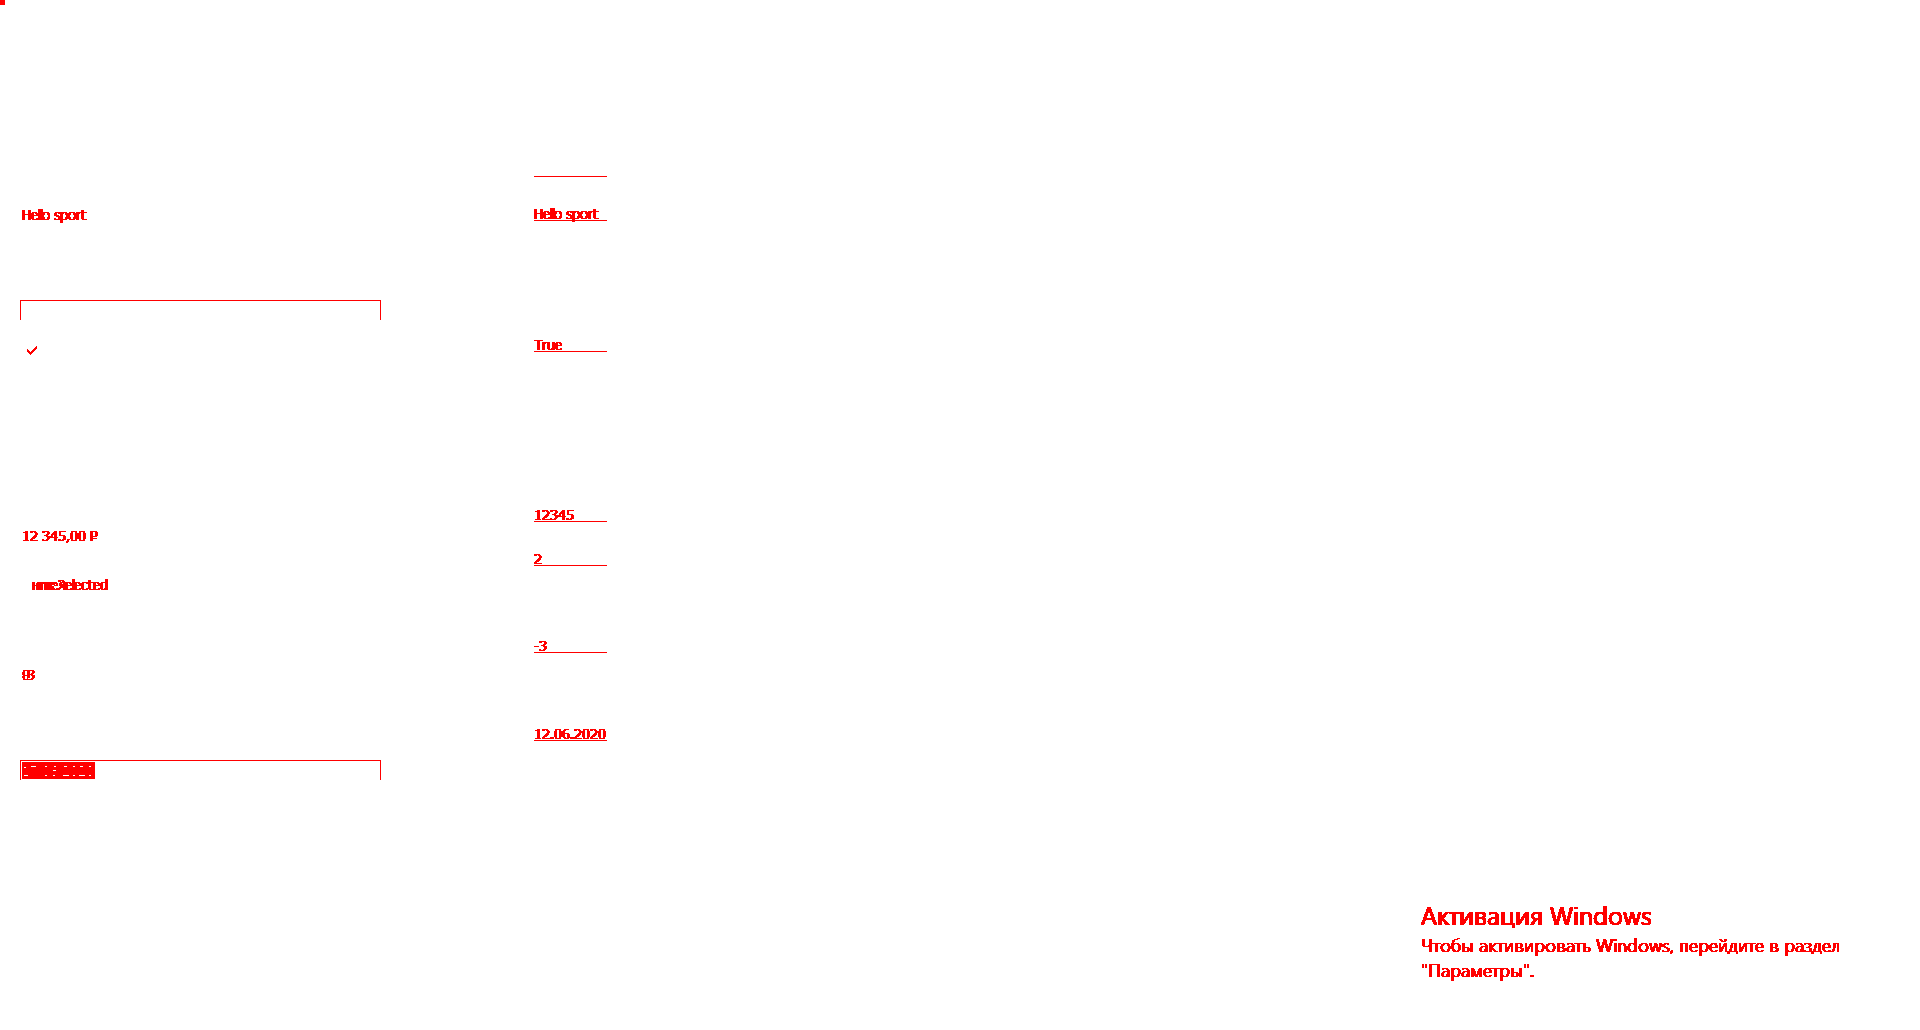 Hello sport
Hello sport
True
12345
12 345,00 ₽
2
-3
12.06.2020
Активация Windows
Чтобы активировать Windows, перейдите в раздел
"Параметры".